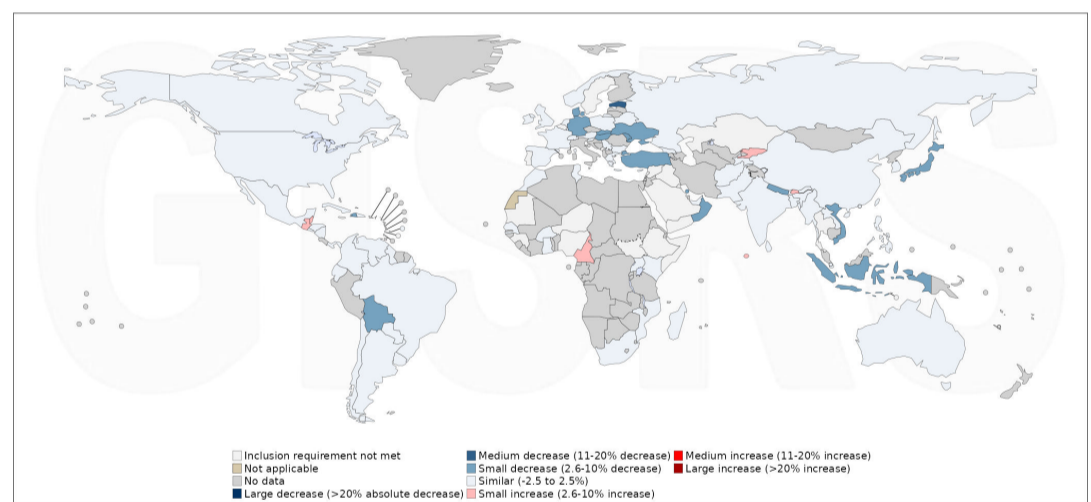 GISRS
Inclusion requirement not met
Not applicable
No data
Large decrease (>20% absolute decrease)
Medium decrease (11-20% decrease)
Small decrease (2.6-10% decrease)
Similar (-2.5 to 2.5%)
Small increase (2.6-10% increase)
Medium increase (11-20% increase)
Large increase (>20% increase)